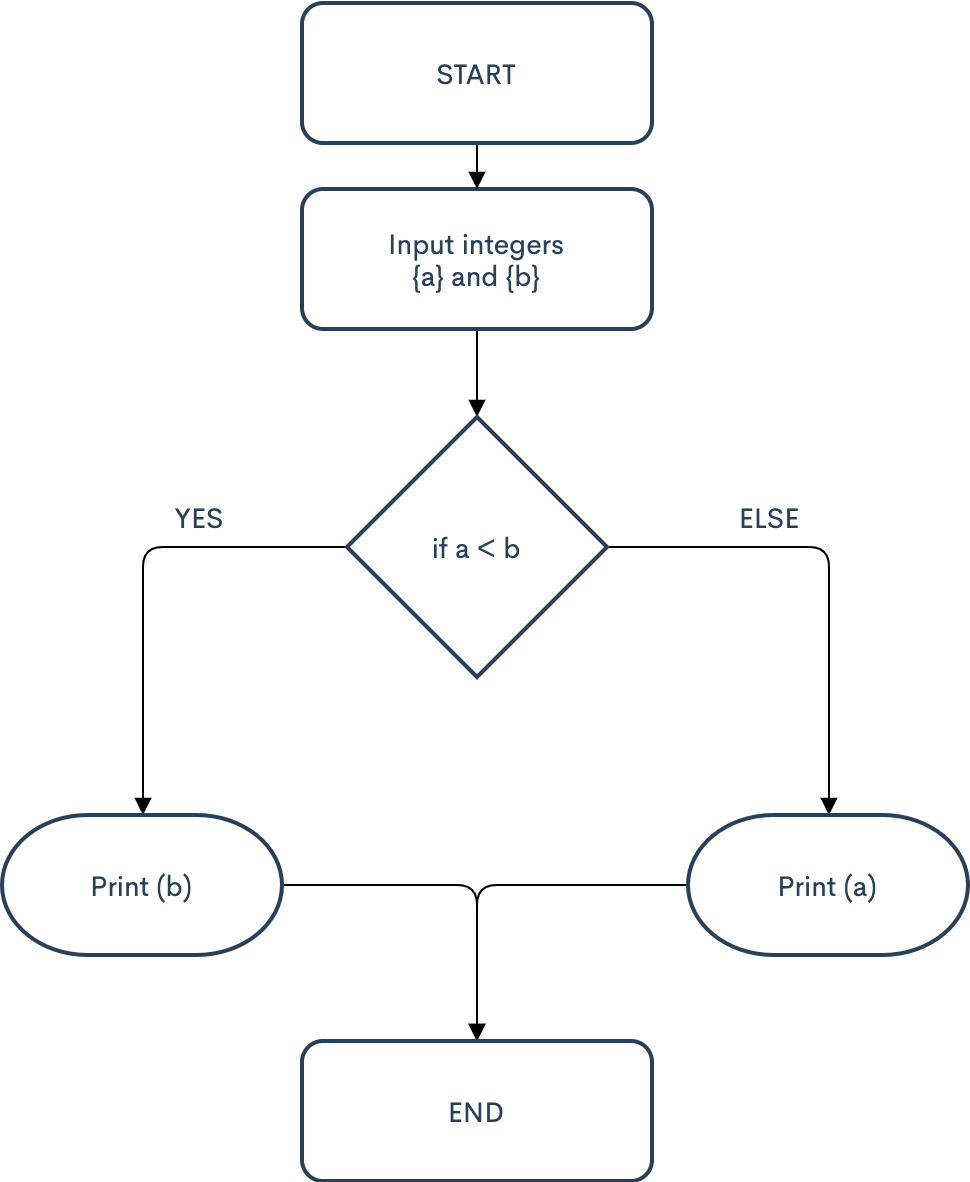 START
Input integers
{a} and {b}
YES
ELSE
if a < b
Print (b)
Print (a)
END